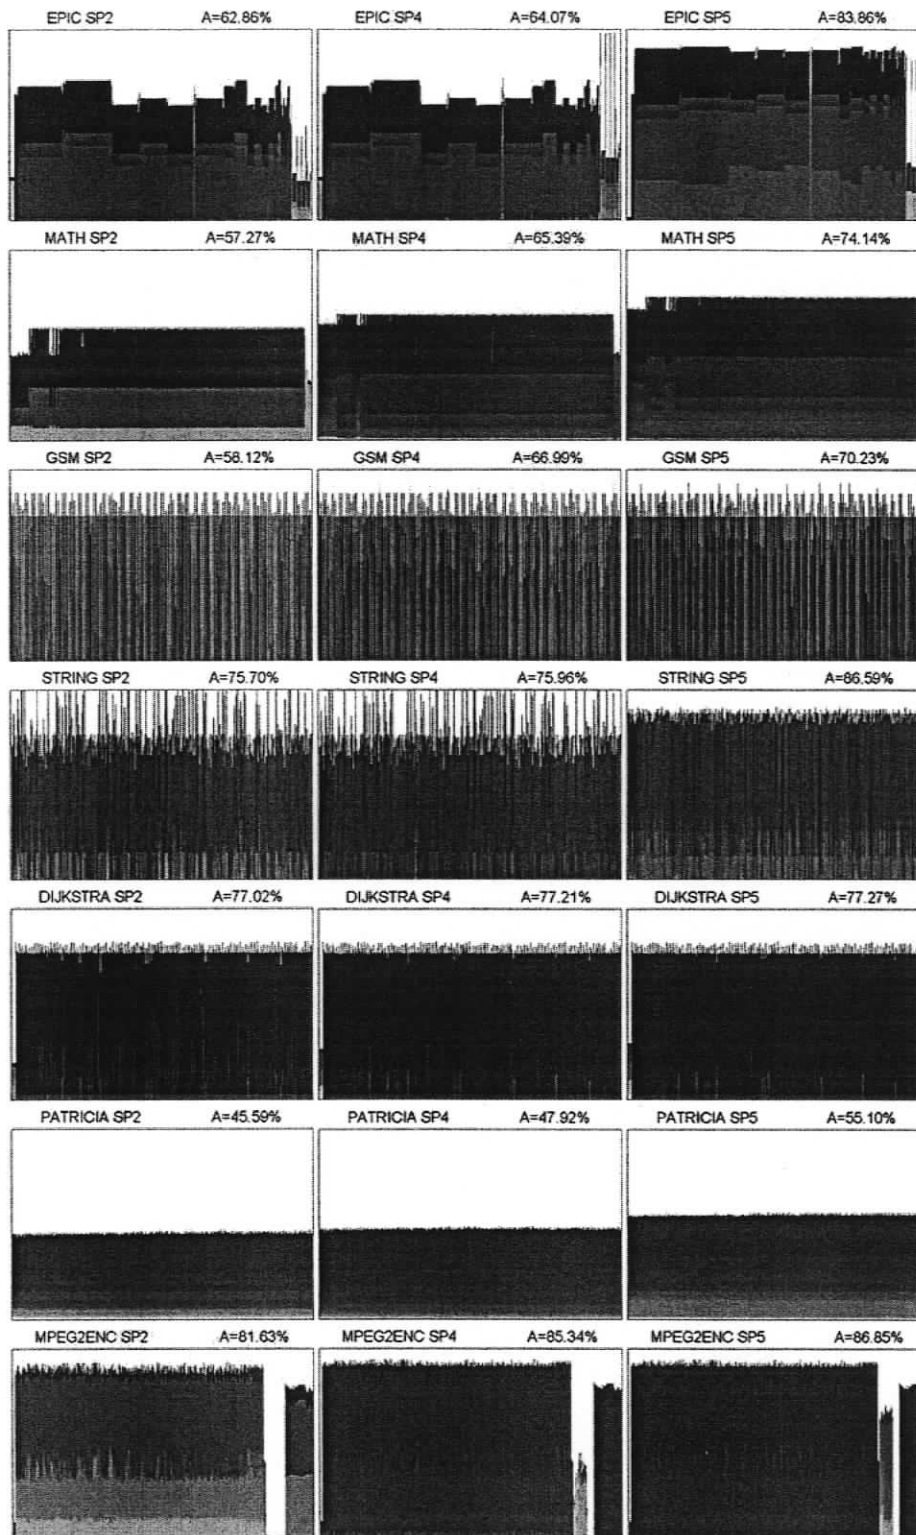 EPIC SP2 A=62.86% EPIC SP4 A=64.07% EPIC SP5 A=83.86%
MATH SP2 A=57.27% MATH SP4 A=65.39% MATH SP5 A=74.14%
GSM SP2 A=58.12% GSM SP4 A=66.99% GSM SP5 A=70.23%
STRING SP2 A=75.70% STRING SP4 A=75.96% STRING SP5 A=86.59%
DIJKSTRA SP2 A=77.02% DIJKSTRA SP4 A=77.21% DIJKSTRA SP5 A=77.27%
PATRICIA SP2 A=45.59% PATRICIA SP4 A=47.92% PATRICIA SP5 A=55.10%
MPEG2ENC SP2 A=81.63% MPEG2ENC SP4 A=85.34% MPEG2ENC SP5 A=86.85%